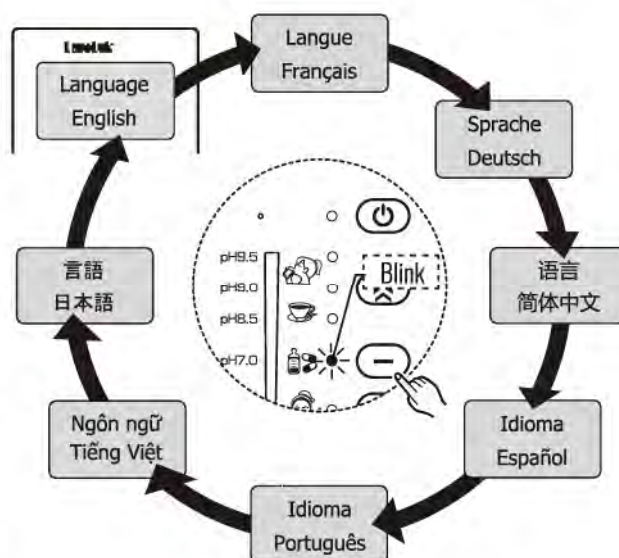 Language
English
Langue
Français
Sprache
Deutsch
语言
简体中文
Idioma
Español
Idioma
Português
Ngôn ngữ
Tiếng Việt
言語
日本語
pH9.5
pH9.0
pH8.5
pH7.0
Blink